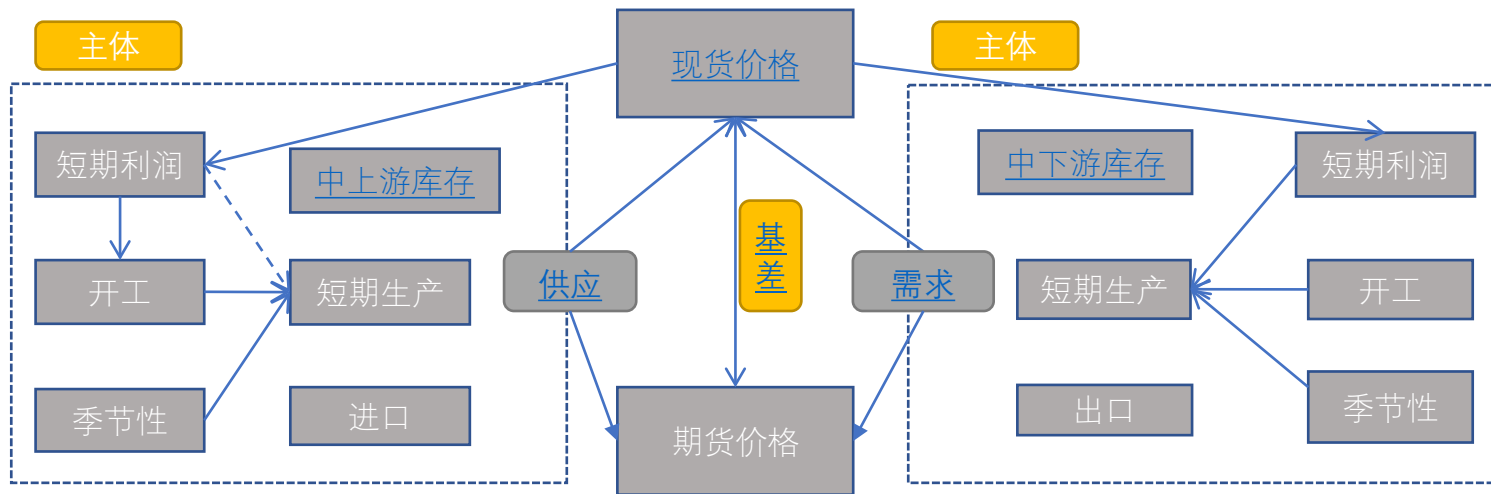 主体
现货价格
主体
短期利润
中上游库存
中下游库存
短期利润
开工
短期生产
供应
基
差
需求
短期生产
开工
季节性
进口
期货价格
出口
季节性